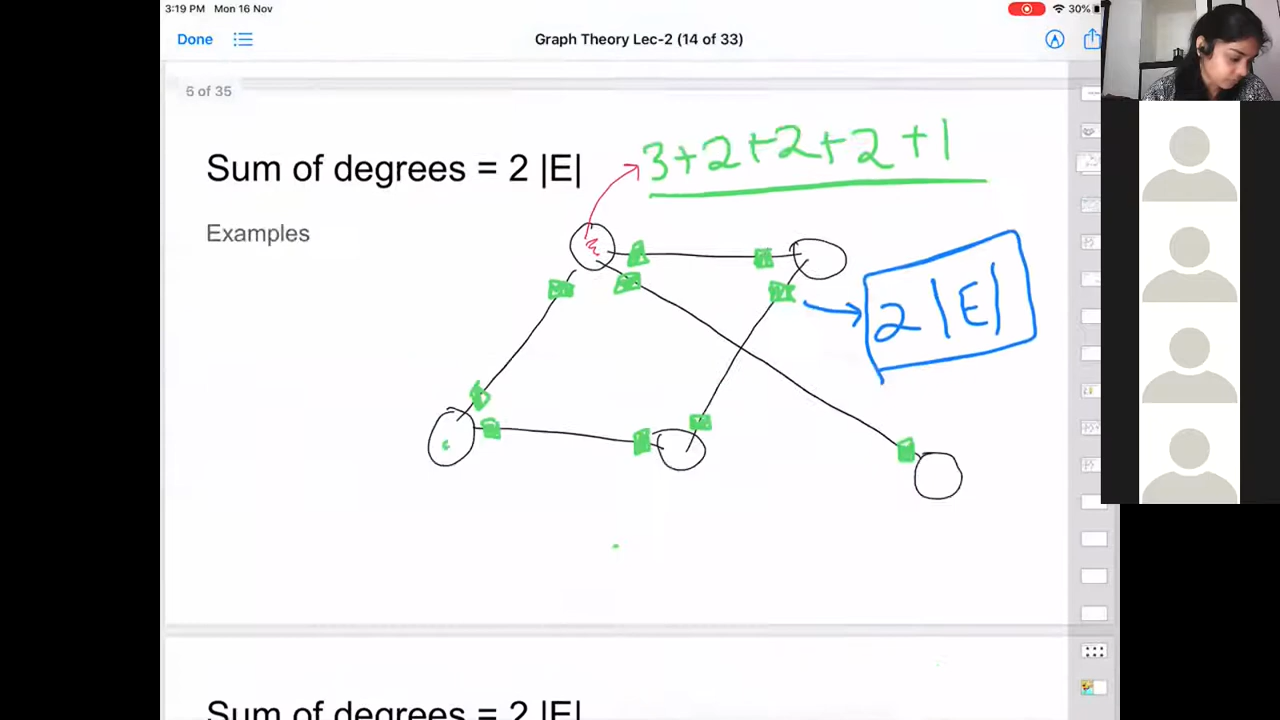 3:19 PM Mon 16 Nov
30%
Done
Graph Theory Lec-2 (14 of 33)
6 of 35
Sum of degrees = 2 |E|
3+2+2+2+1
Examples
2 |E|
Sum of degrees = 2 |E|